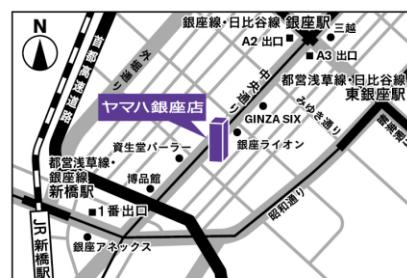 N
銀座線・日比谷線 銀座駅
三越
A2 出口
A3 出口
外堀通り
首都高速道路
中央通り
都営浅草線・日比谷線
東銀座駅
ヤマハ銀座店
GINZA SIX
みゆき通り
銀座ライオン
資生堂パーラー
都営浅草線・
銀座線
新橋駅
博品館
1番出口
昭和通り
銀座アネックス
JR 新橋駅